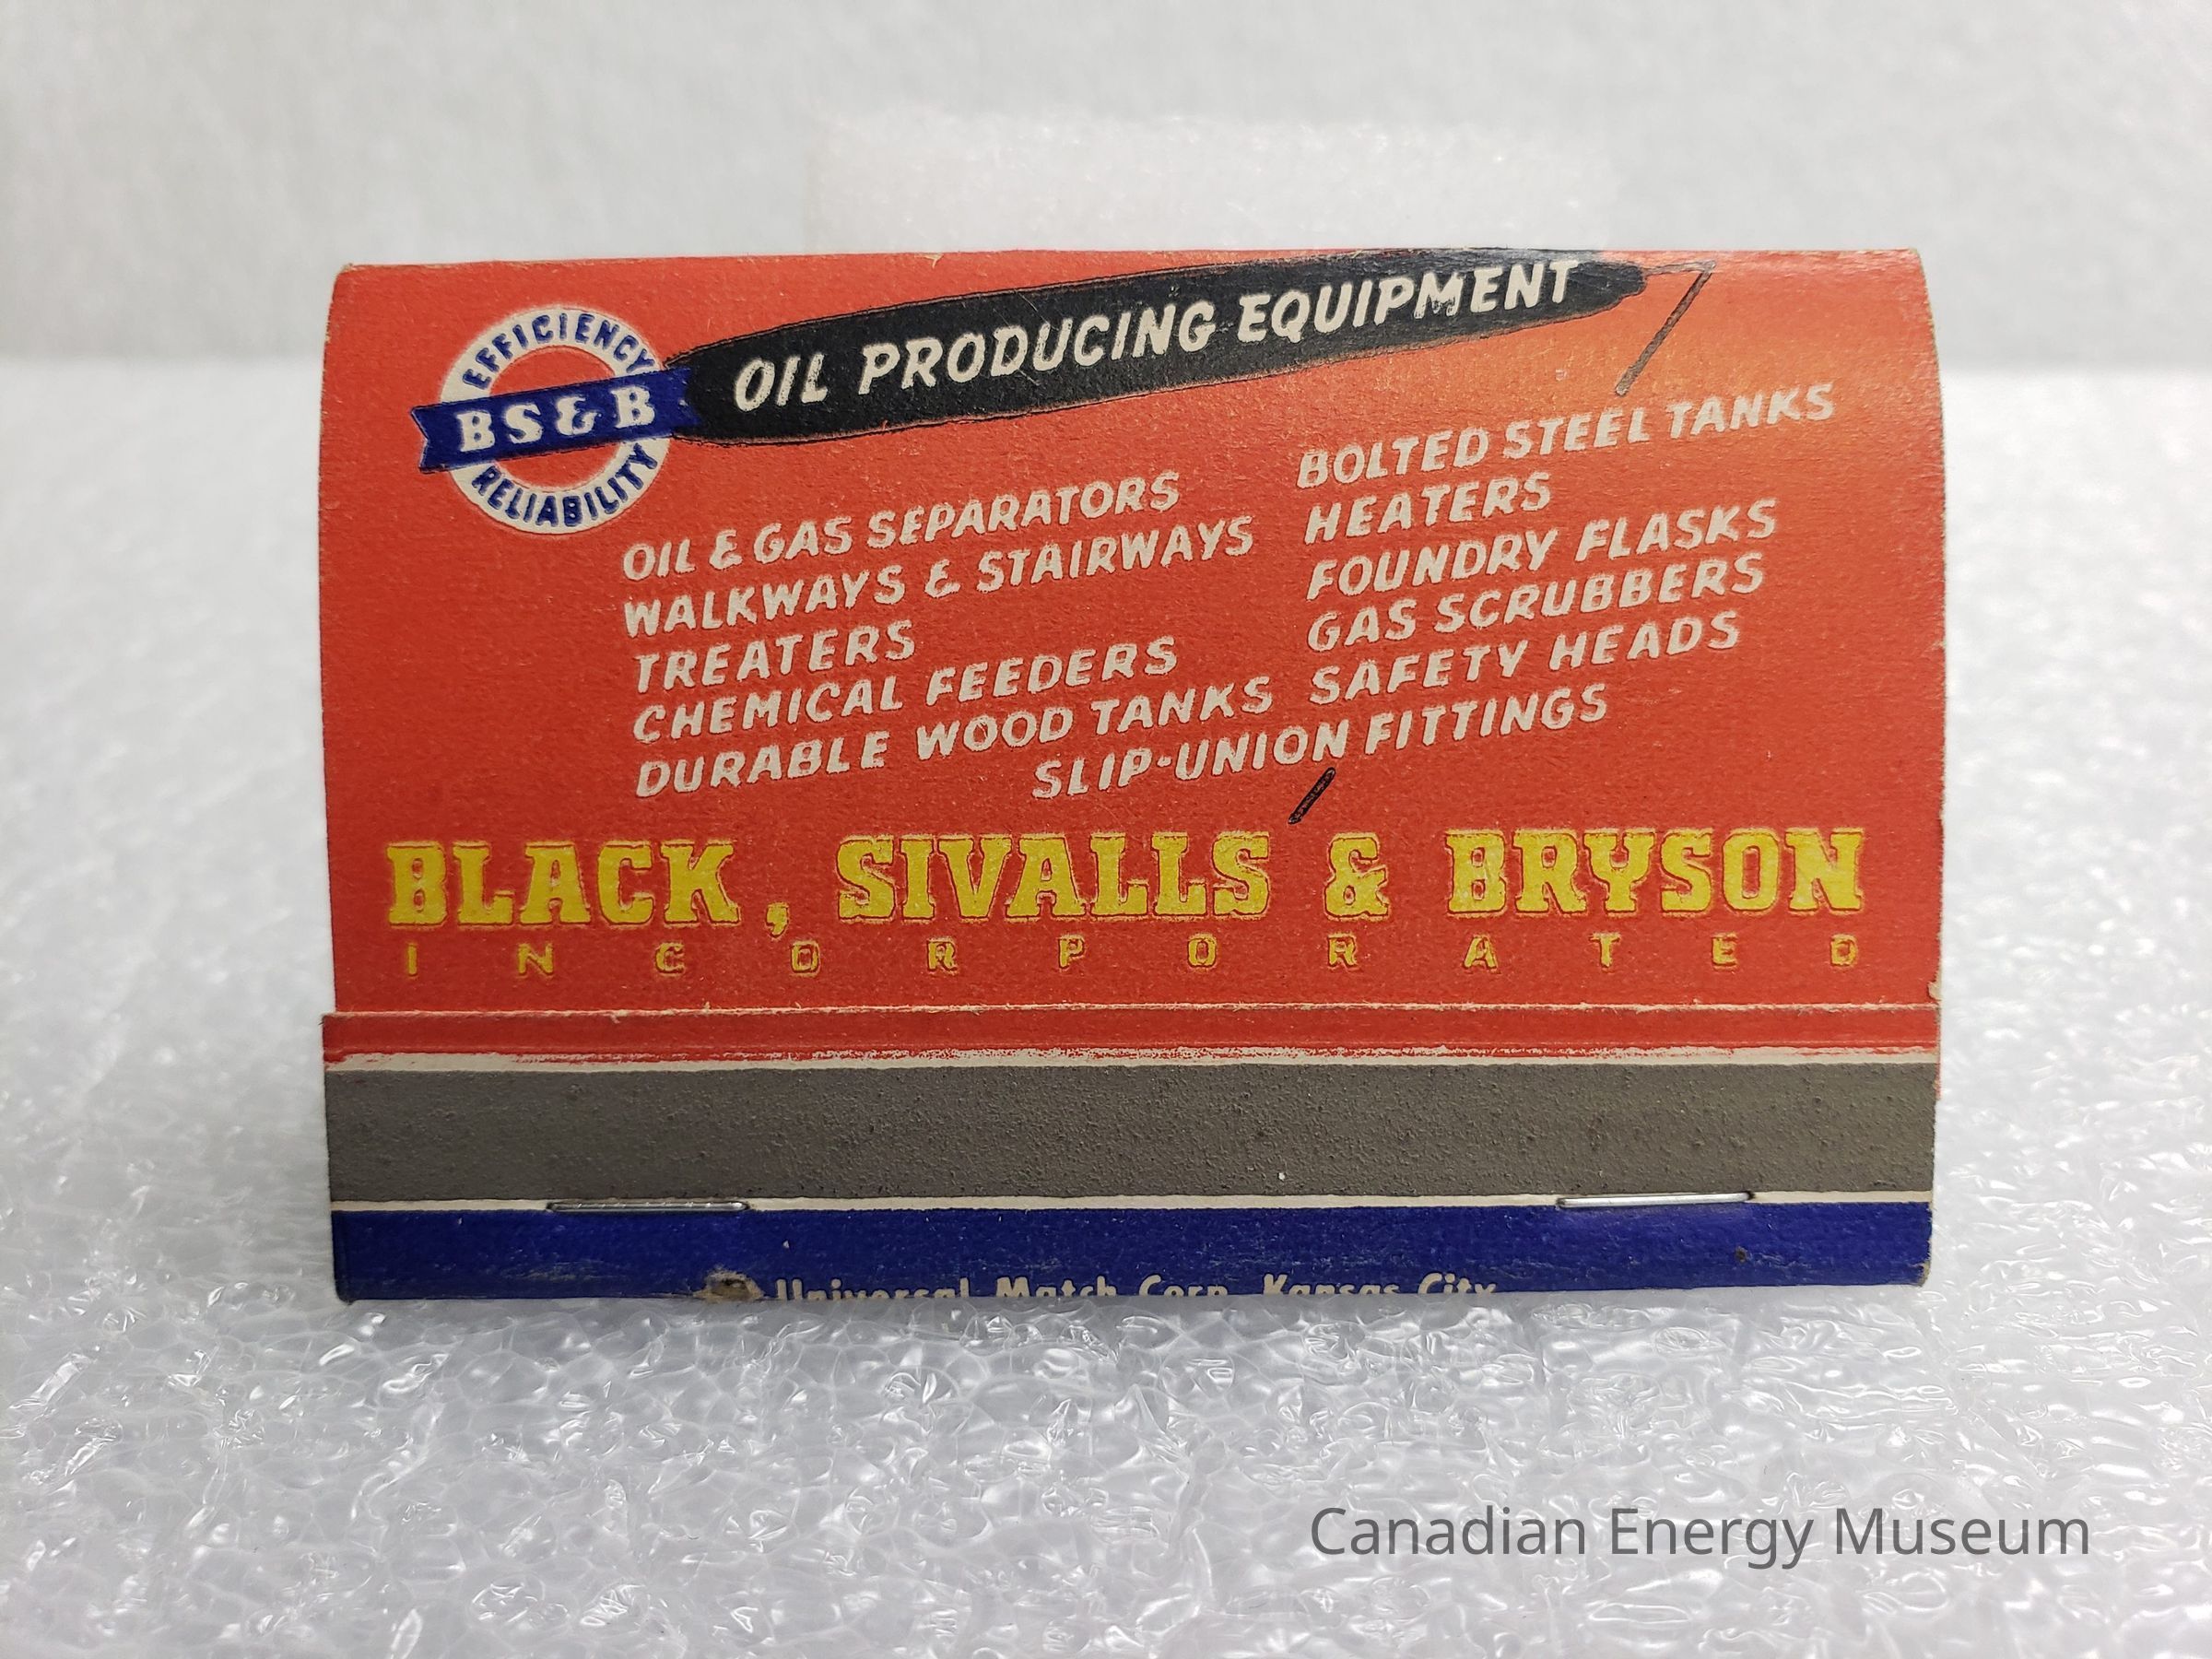 EFFICIENCY
BS&B
RELIABILITY
OIL PRODUCING EQUIPMENT
OIL & GAS SEPARATORS
WALKWAYS & STAIRWAYS
TREATERS
CHEMICAL FEEDERS
DURABLE WOOD TANKS
BOLTED STEEL TANKS
HEATERS
FOUNDRY FLASKS
GAS SCRUBBERS
SAFETY HEADS
SLIP-UNION FITTINGS
BLACK, SIVALLS & BRYSON
INCORPORATED
Universal Match Corp. Kansas City
Canadian Energy Museum